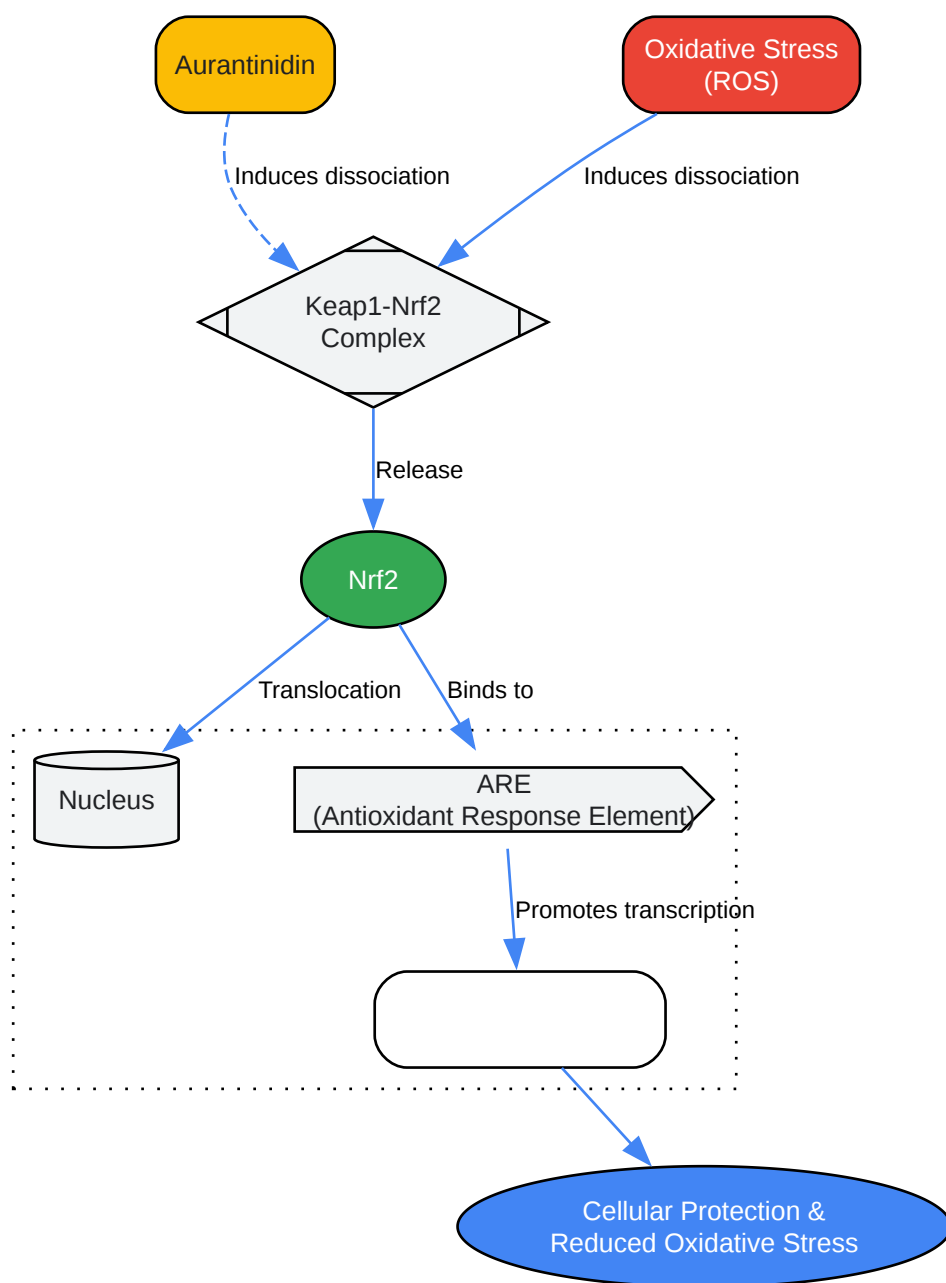 Aurantinidin
Oxidative Stress
(ROS)
Induces dissociation
Induces dissociation
Keap1-Nrf2
Complex
Release
Nrf2
Translocation
Binds to
Nucleus
ARE
(Antioxidant Response Element)
Promotes transcription
Cellular Protection &
Reduced Oxidative Stress